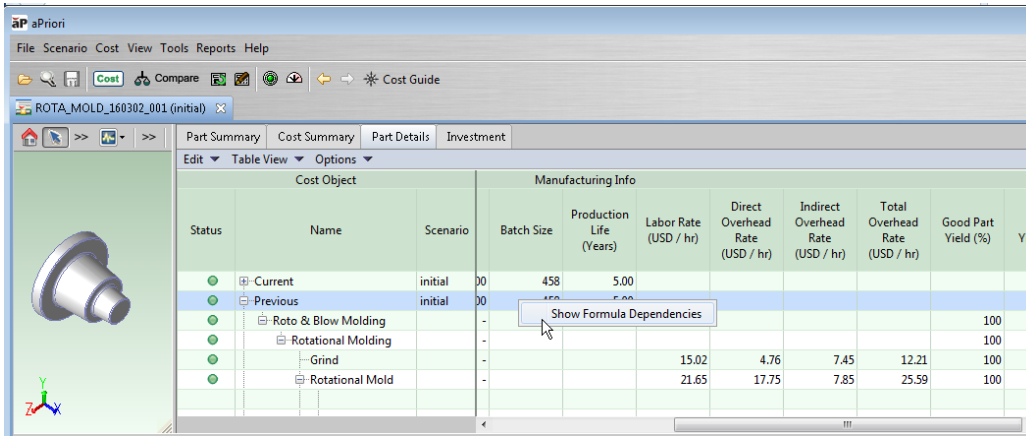 aP aPriori
File Scenario Cost View Tools Reports Help
Cost Compare Cost Guide
ROTA_MOLD_160302_001 (initial)
>> >> Part Summary Cost Summary Part Details Investment
Edit Table View Options
Cost Object Manufacturing Info
Status Name Scenario Batch Size Production Life (Years) Labor Rate (USD / hr) Direct Overhead Rate (USD / hr) Indirect Overhead Rate (USD / hr) Total Overhead Rate (USD / hr) Good Part Yield (%) Y
Current initial 00 458 5.00
Previous initial 00
Show Formula Dependencies
Roto & Blow Molding - 100
Rotational Molding - 100
Grind - 15.02 4.76 7.45 12.21 100
Rotational Mold - 21.65 17.75 7.85 25.59 100
Y
Z X